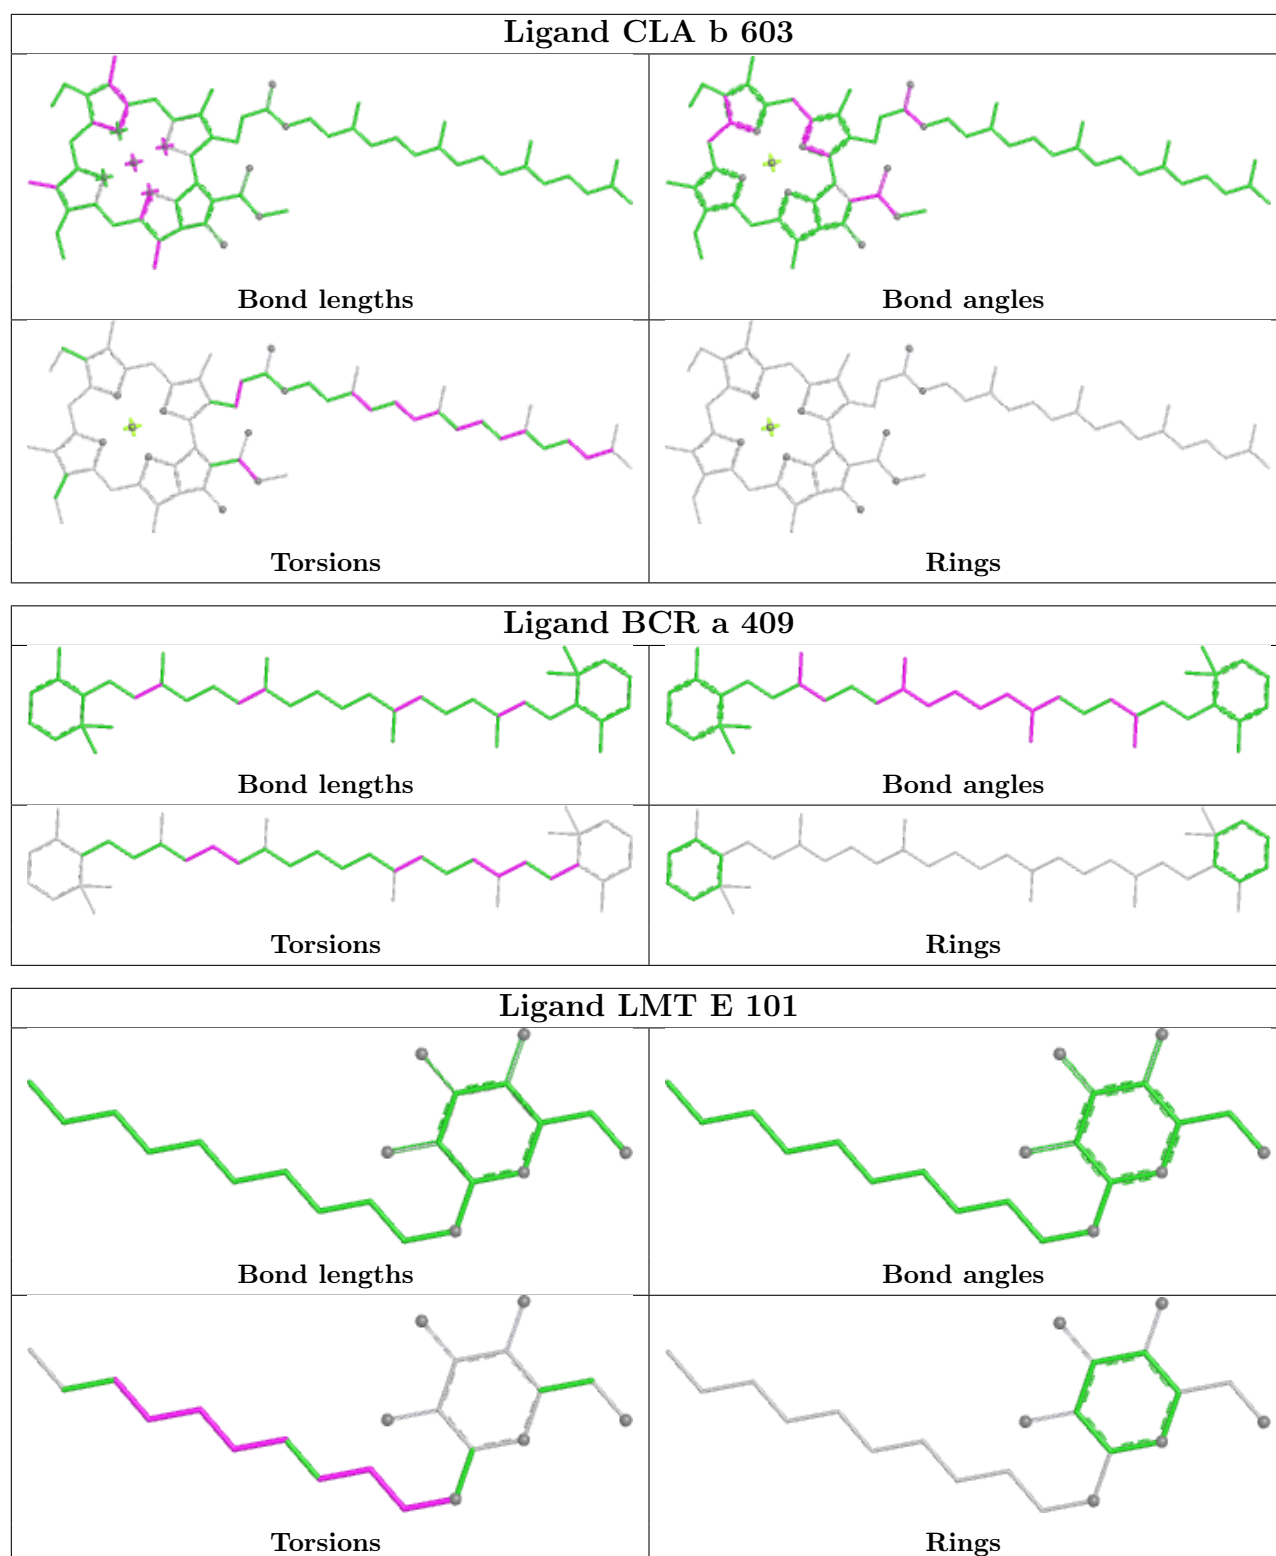 Ligand CLA b 603
Bond lengths
Bond angles
Torsions
Rings
Ligand BCR a 409
Bond lengths
Bond angles
Torsions
Rings
Ligand LMT E 101
Bond lengths
Bond angles
Torsions
Rings